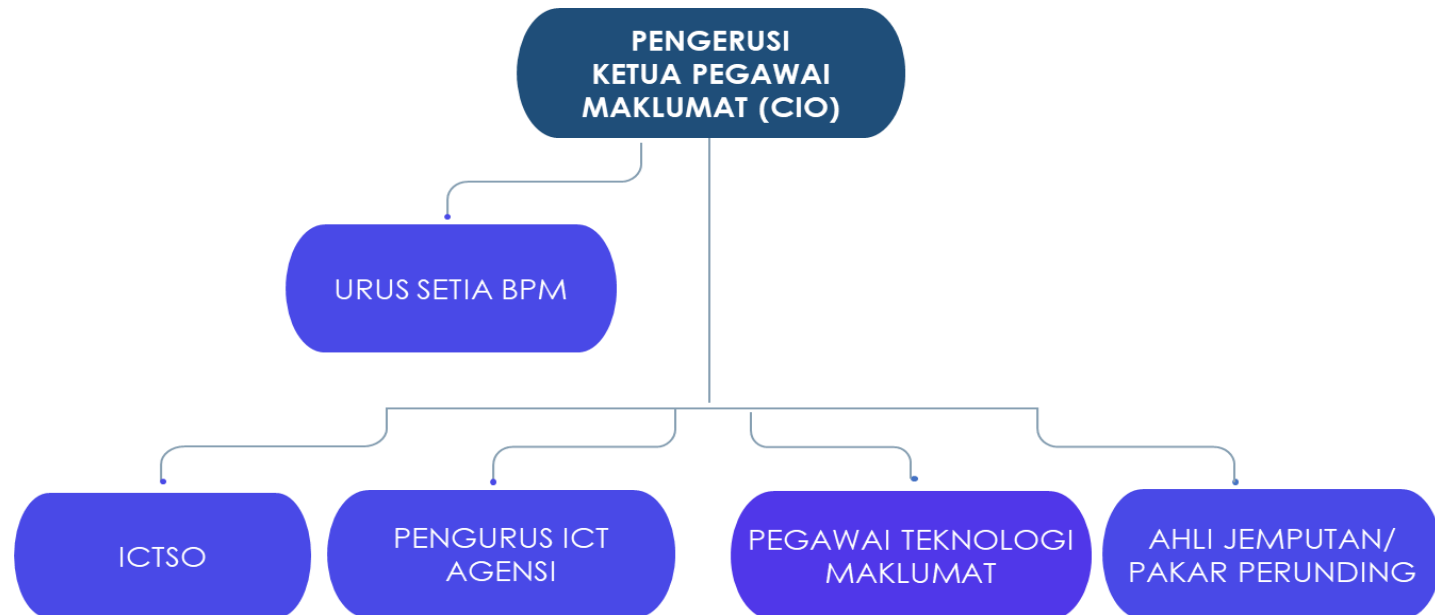 PENGERUSI
KETUA PEGAWAI
MAKLUMAT (CIO)
URUS SETIA BPM
ICTSO
PENGURUS ICT
AGENSI
PEGAWAI TEKNOLOGI
MAKLUMAT
AHLI JEMPUTAN/
PAKAR PERUNDING